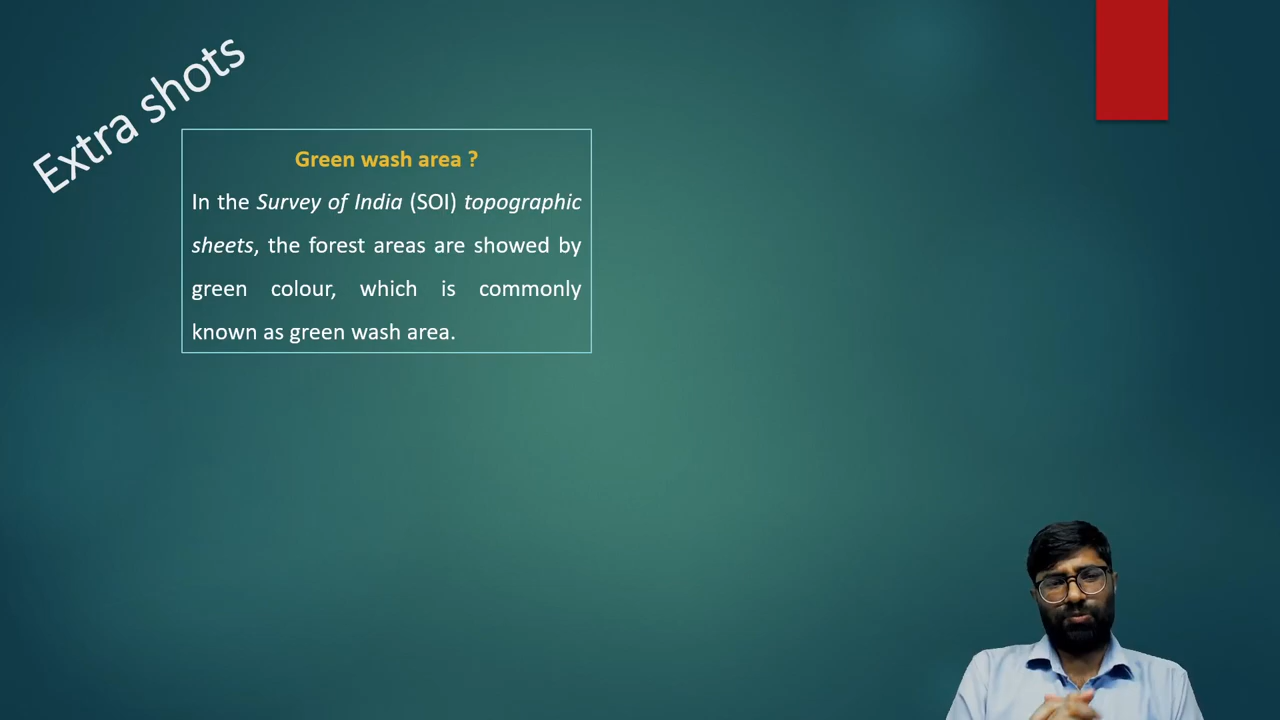 Extra shots
Green wash area ?
In the Survey of India (SOI) topographic
sheets, the forest areas are showed by
green colour, which is commonly
known as green wash area.